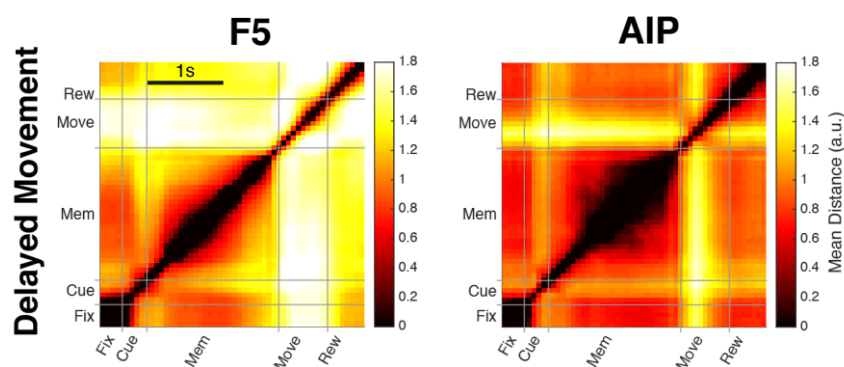 F5
AIP
Delayed Movement
1s
Rew
Move
Mem
Cue
Fix
Fix
Cue
Mem
Move
Rew
1.8
1.6
1.4
1.2
1
0.8
0.6
0.4
0.2
0
Rew
Move
Mem
Cue
Fix
Fix
Cue
Mem
Move
Rew
1.8
1.6
1.4
1.2
1
0.8
0.6
0.4
0.2
0
Mean Distance (a.u.)